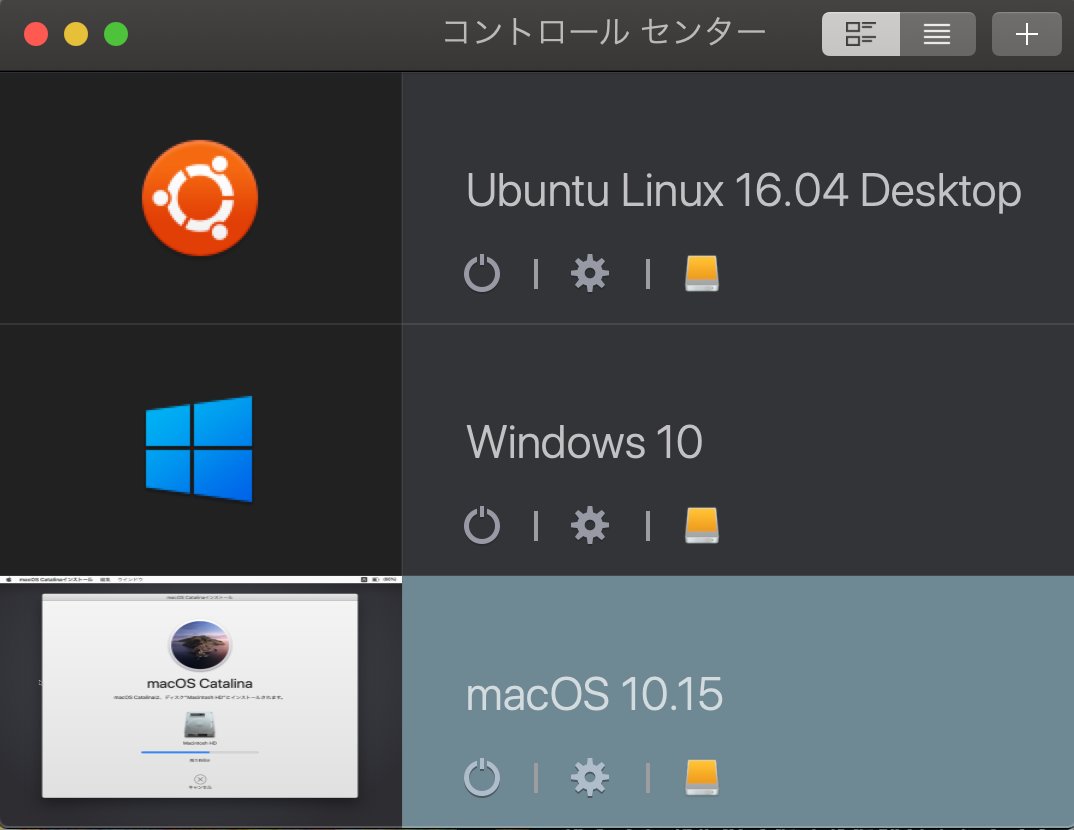 コントロール センター
Ubuntu Linux 16.04 Desktop
Windows 10
macOS Catalinaインストール 編集 ウインドウ
macOS Catalinaインストール
macOS Catalina
macOS Catalinaは、ディスク"Macintosh HD"にインストールされます。
Macintosh HD
キャンセル
macOS 10.15